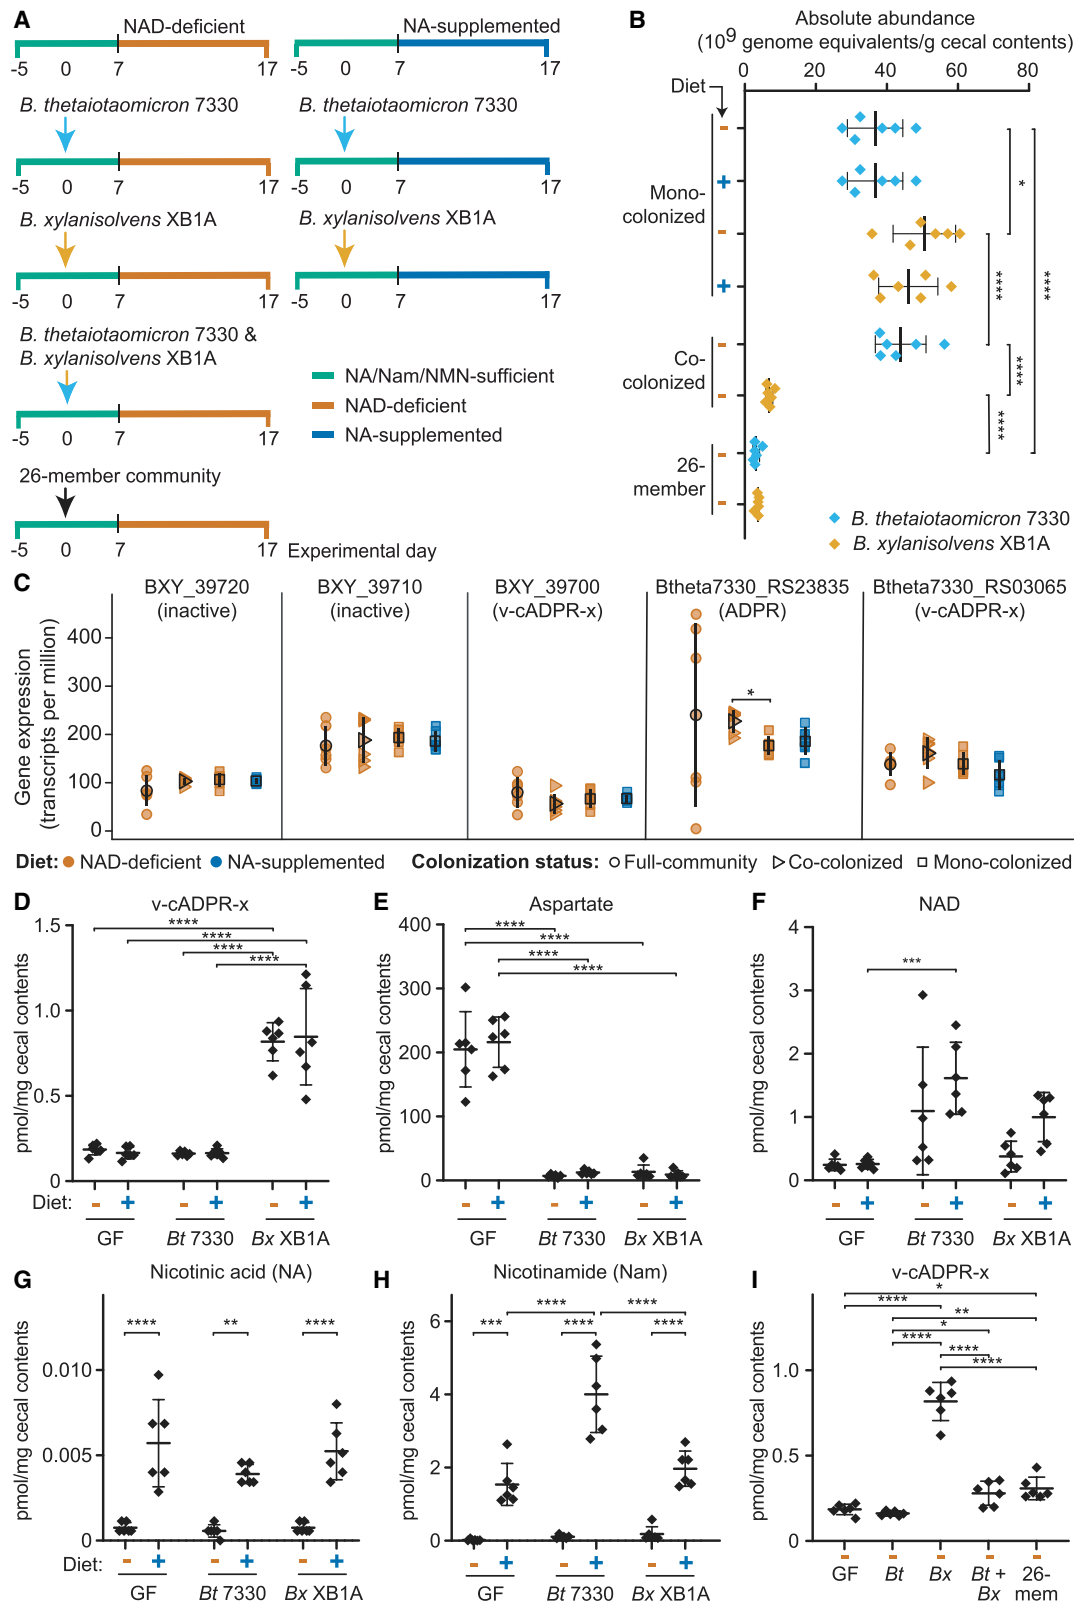 A
NAD-deficient
NA-supplemented
-5 0 7 17
-5 0 7 17
B. thetaiotaomicron 7330
B. thetaiotaomicron 7330
-5 0 7 17
-5 0 7 17
B. xylanisolvens XB1A
B. xylanisolvens XB1A
-5 0 7 17
-5 0 7 17
B. thetaiotaomicron 7330 &
B. xylanisolvens XB1A
-5 0 7 17
NA/Nam/NMN-sufficient
NAD-deficient
NA-supplemented
26-member community
-5 0 7 17 Experimental day
B
Absolute abundance
(10⁹ genome equivalents/g cecal contents)
0 20 40 60 80
Diet
Mono-
colonized
- + - +
Co-
colonized
- -
26-
member
- -
* **** **** **** ****
B. thetaiotaomicron 7330
B. xylanisolvens XB1A
C
BXY_39720
(inactive)
BXY_39710
(inactive)
BXY_39700
(v-cADPR-x)
Btheta7330_RS23835
(ADPR)
Btheta7330_RS03065
(v-cADPR-x)
Gene expression
(transcripts per million)
400
300
200
100
0
*
Diet: NAD-deficient NA-supplemented Colonization status: Full-community Co-colonized Mono-colonized
D
v-cADPR-x
pmol/mg cecal contents
1.5
1.0
0.5
0
****
****
****
****
Diet: - + - + - +
GF Bt 7330 Bx XB1A
E
Aspartate
pmol/mg cecal contents
400
300
200
100
0
****
****
****
****
- + - + - +
GF Bt 7330 Bx XB1A
F
NAD
pmol/mg cecal contents
4
3
2
1
0
***
- + - + - +
GF Bt 7330 Bx XB1A
G
Nicotinic acid (NA)
pmol/mg cecal contents
0.010
0.005
0
**** ** ****
Diet: - + - + - +
GF Bt 7330 Bx XB1A
H
Nicotinamide (Nam)
pmol/mg cecal contents
6
4
2
0
**** ****
*** **** ****
- + - + - +
GF Bt 7330 Bx XB1A
I
v-cADPR-x
pmol/mg cecal contents
1.0
0.5
0
*
****
**
*
****
****
****
- - - - -
GF Bt Bx Bt + 26-
Bx mem